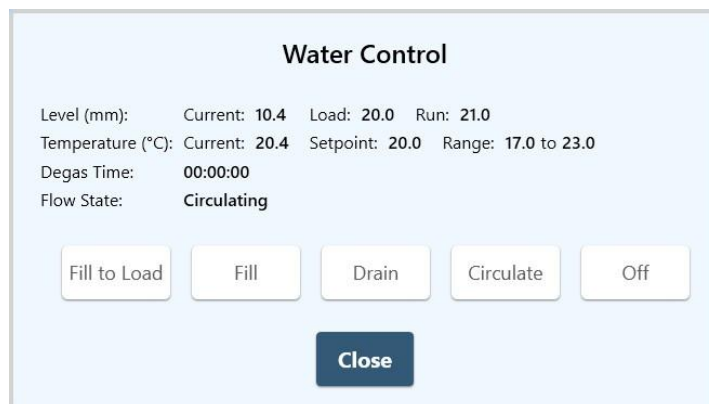 Water Control
Level (mm): Current: 10.4 Load: 20.0 Run: 21.0
Temperature (°C): Current: 20.4 Setpoint: 20.0 Range: 17.0 to 23.0
Degas Time: 00:00:00
Flow State: Circulating
Fill to Load Fill Drain Circulate Off
Close